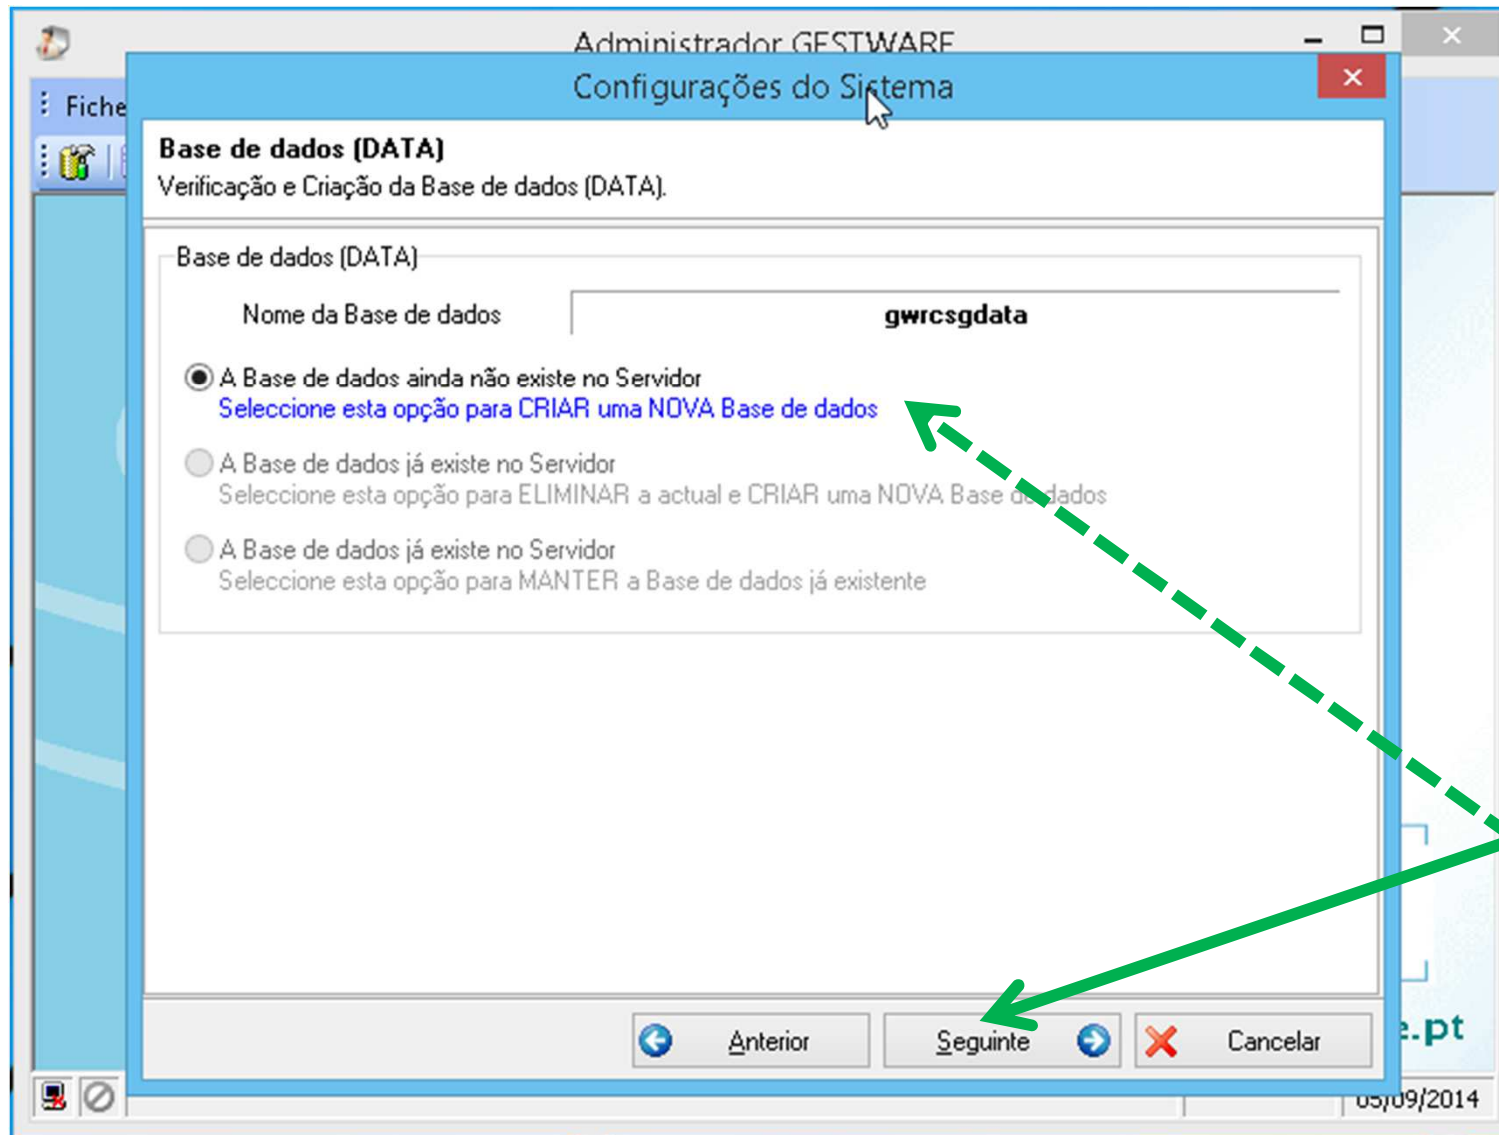 Administrador GESTWARE
Configurações do Sistema
Fiche
Base de dados (DATA)
Verificação e Criação da Base de dados (DATA).
Base de dados (DATA)
Nome da Base de dados
gwrcsgdata
A Base de dados ainda não existe no Servidor
Seleccione esta opção para CRIAR uma NOVA Base de dados
A Base de dados já existe no Servidor
Seleccione esta opção para ELIMINAR a actual e CRIAR uma NOVA Base de dados
A Base de dados já existe no Servidor
Seleccione esta opção para MANTER a Base de dados já existente
Anterior
Seguinte
Cancelar
e.pt
05/09/2014